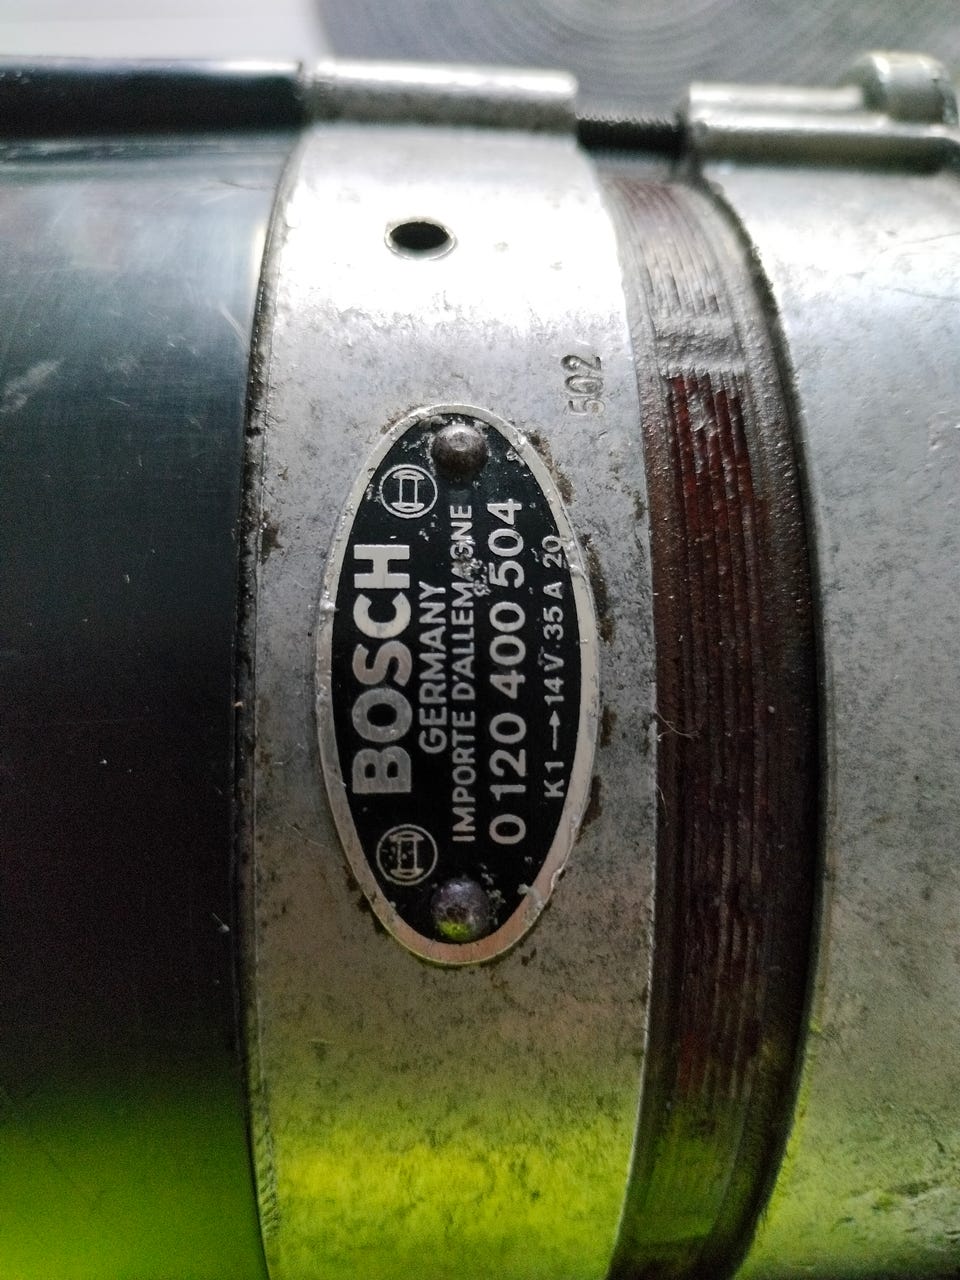 502
BOSCH
GERMANY
IMPORTE D'ALLEMAGNE
0 120 400 504
K1 → 14V 35A 20